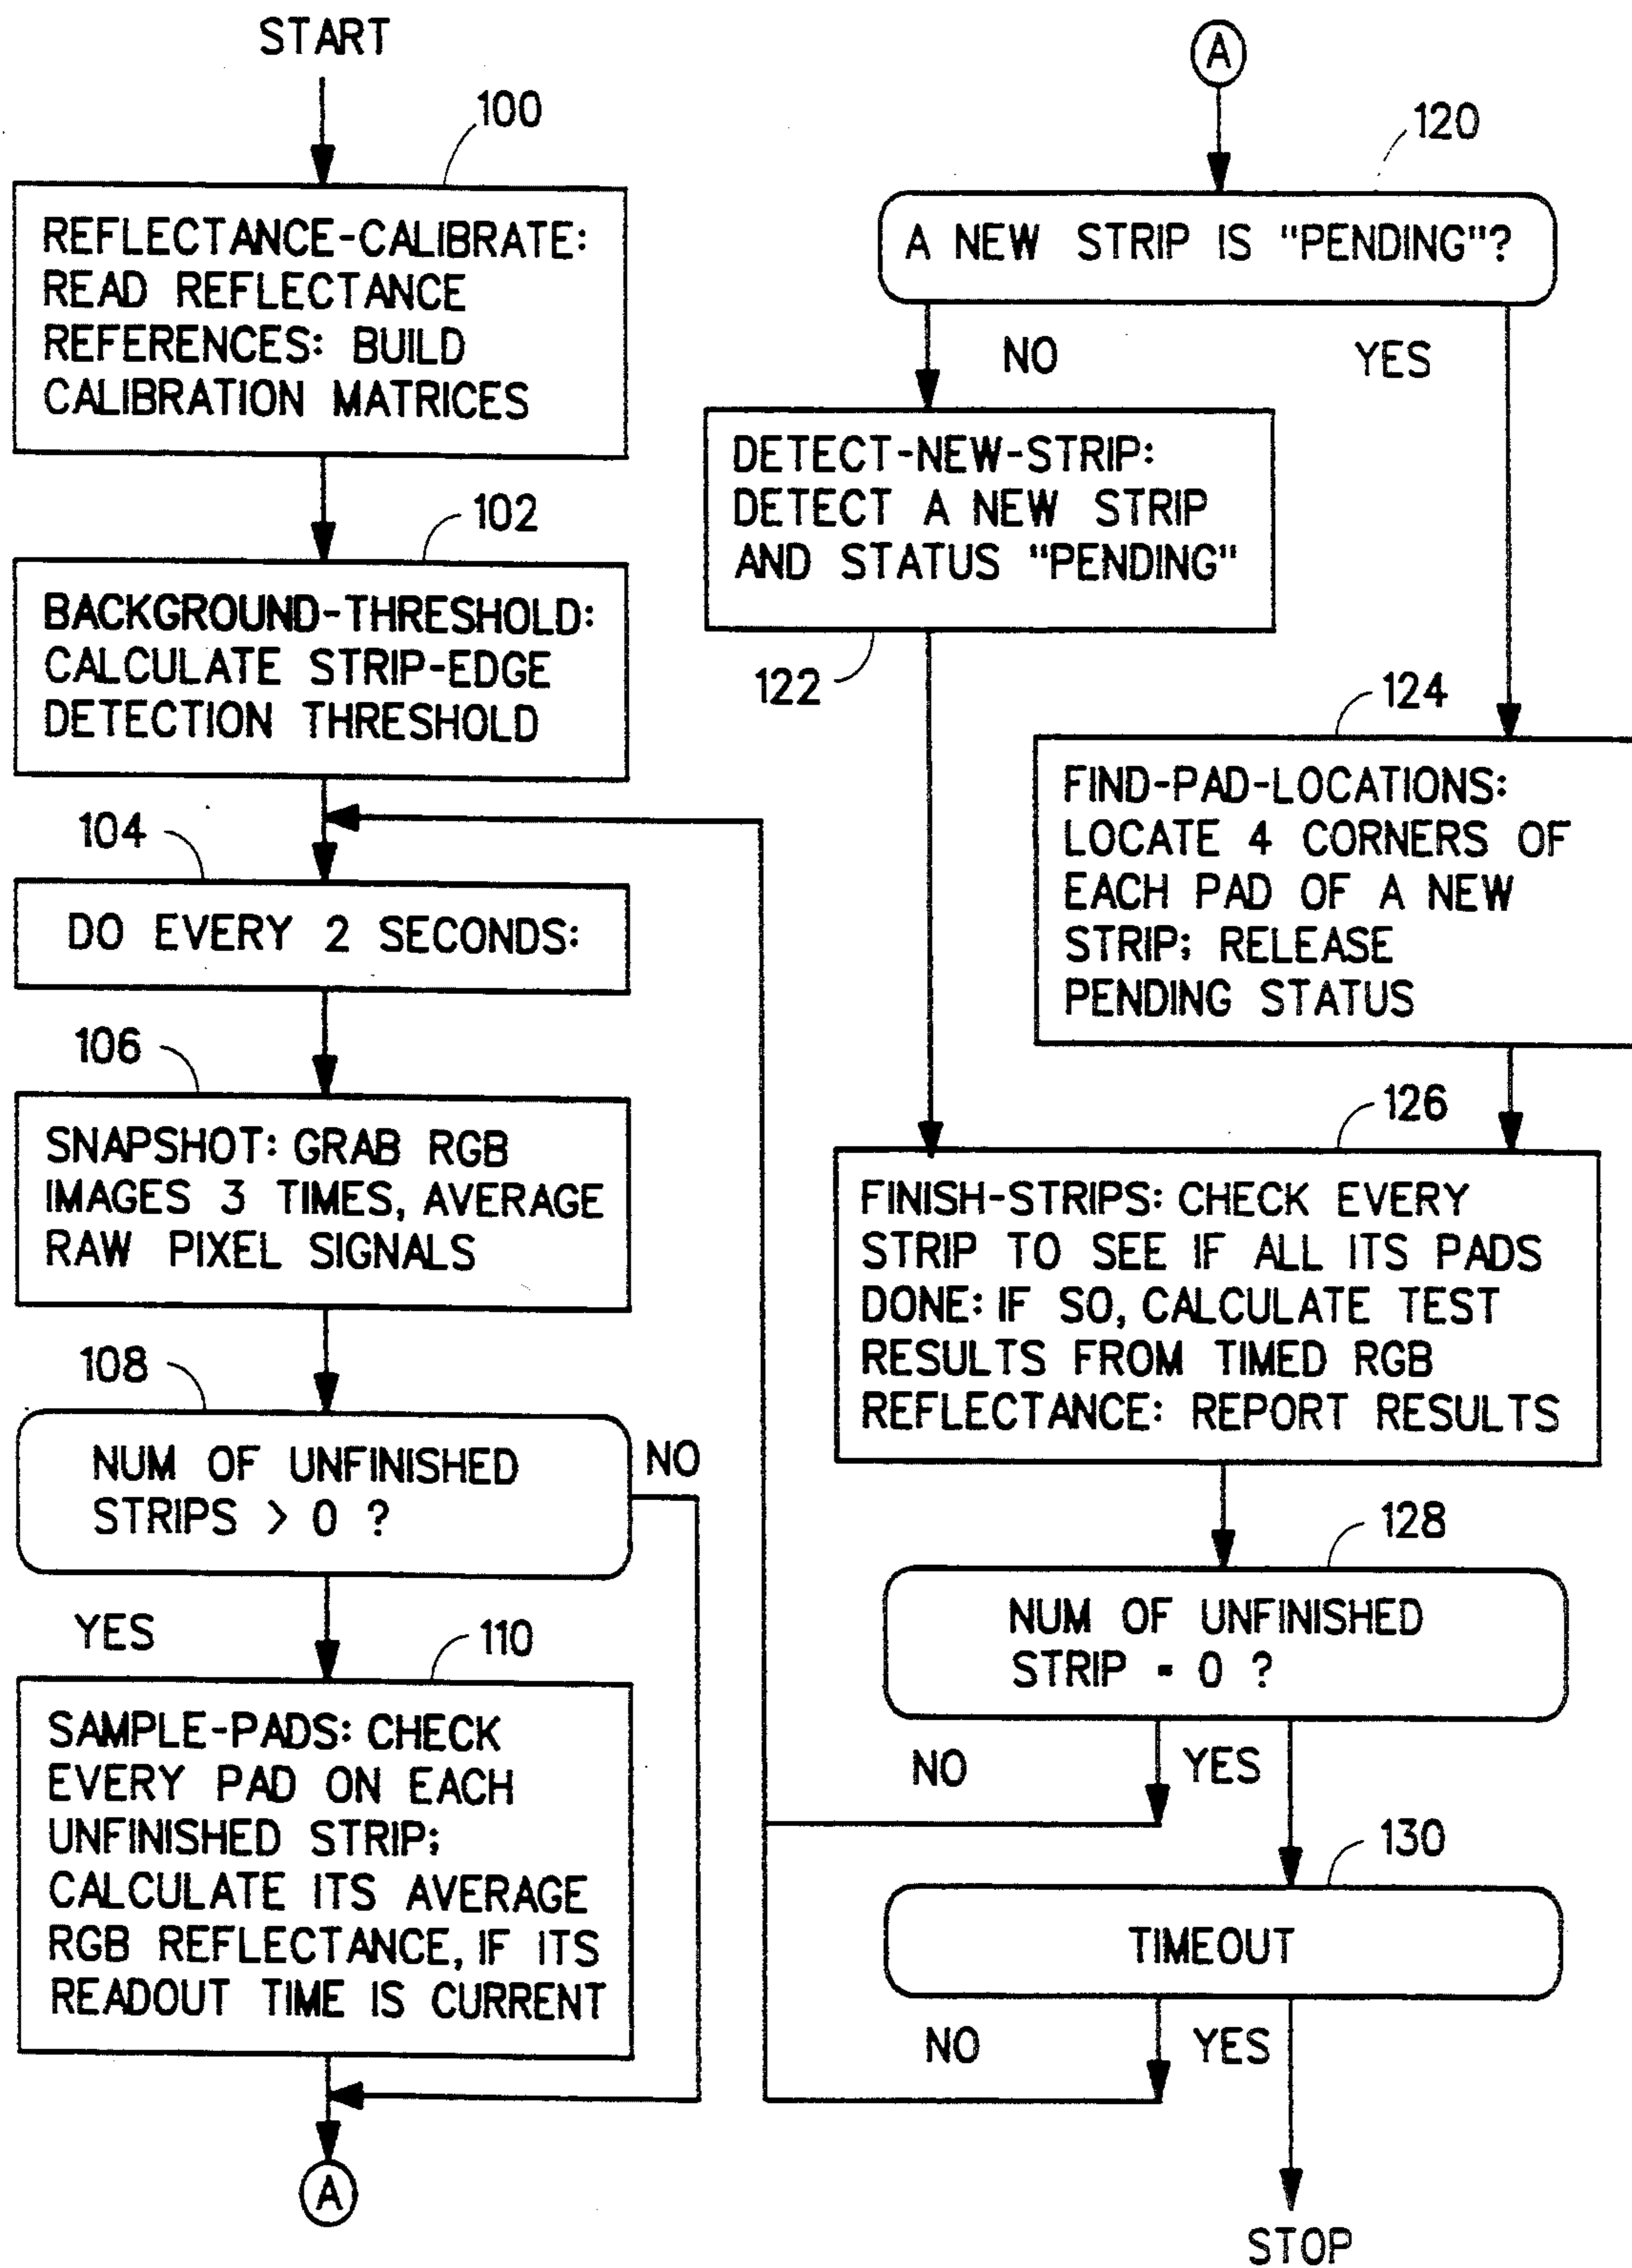 START
100
REFLECTANCE-CALIBRATE:
READ REFLECTANCE
REFERENCES: BUILD
CALIBRATION MATRICES
102
BACKGROUND-THRESHOLD:
CALCULATE STRIP-EDGE
DETECTION THRESHOLD
104
DO EVERY 2 SECONDS:
106
SNAPSHOT: GRAB RGB
IMAGES 3 TIMES, AVERAGE
RAW PIXEL SIGNALS
108
NUM OF UNFINISHED
STRIPS > 0 ?
NO
YES
110
SAMPLE-PADS: CHECK
EVERY PAD ON EACH
UNFINISHED STRIP;
CALCULATE ITS AVERAGE
RGB REFLECTANCE, IF ITS
READOUT TIME IS CURRENT
A
A
120
A NEW STRIP IS "PENDING"?
NO
YES
DETECT-NEW-STRIP:
DETECT A NEW STRIP
AND STATUS "PENDING"
122
124
FIND-PAD-LOCATIONS:
LOCATE 4 CORNERS OF
EACH PAD OF A NEW
STRIP; RELEASE
PENDING STATUS
126
FINISH-STRIPS: CHECK EVERY
STRIP TO SEE IF ALL ITS PADS
DONE: IF SO, CALCULATE TEST
RESULTS FROM TIMED RGB
REFLECTANCE: REPORT RESULTS
128
NUM OF UNFINISHED
STRIP = 0 ?
NO
YES
130
TIMEOUT
NO
YES
STOP